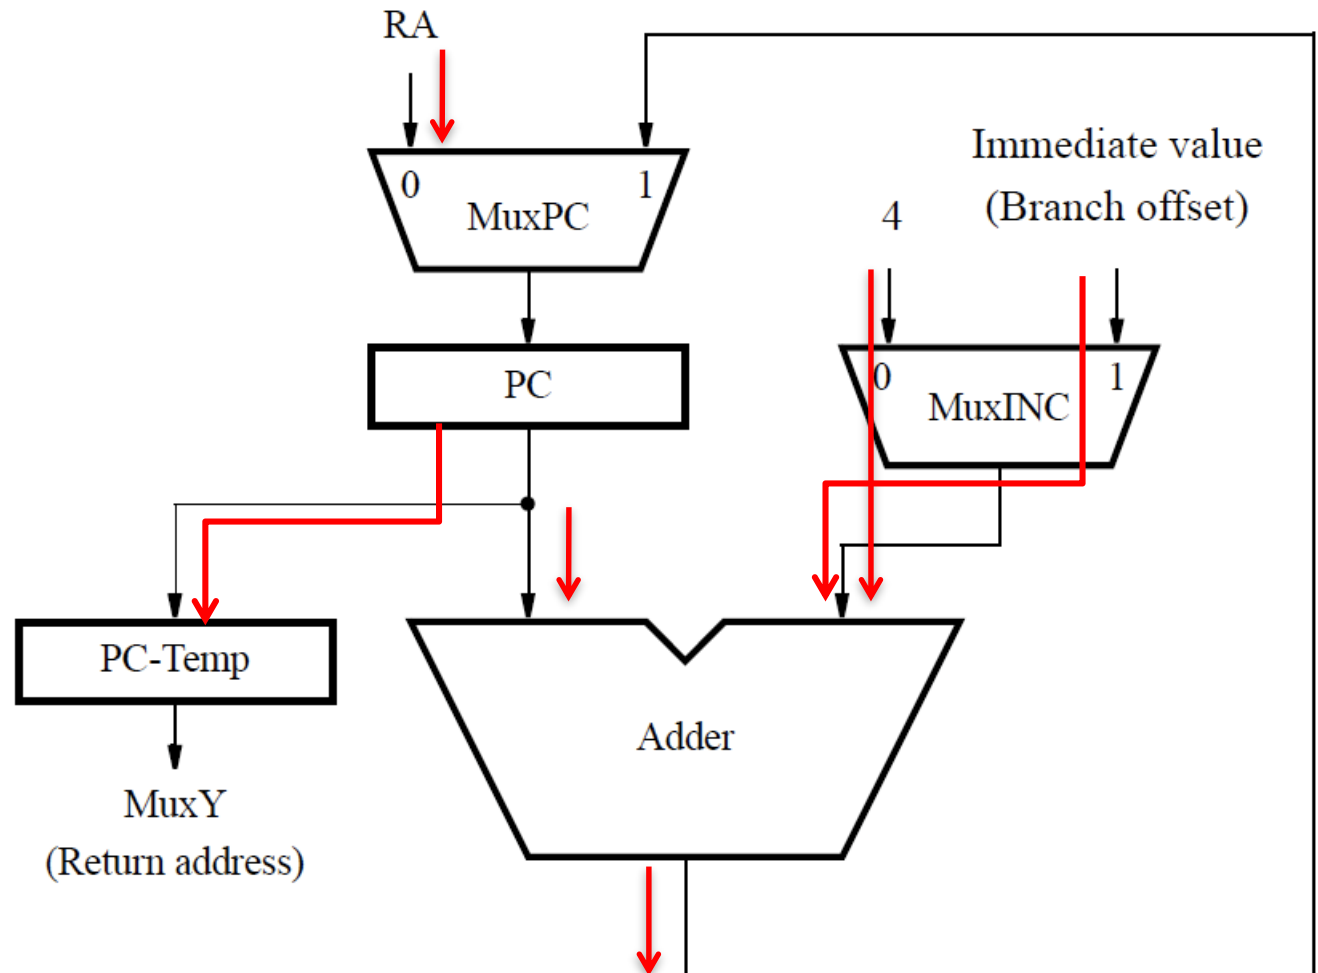 RA
Immediate value
(Branch offset)
4
0 1
MuxPC
PC
0 1
MuxINC
PC-Temp
Adder
MuxY
(Return address)